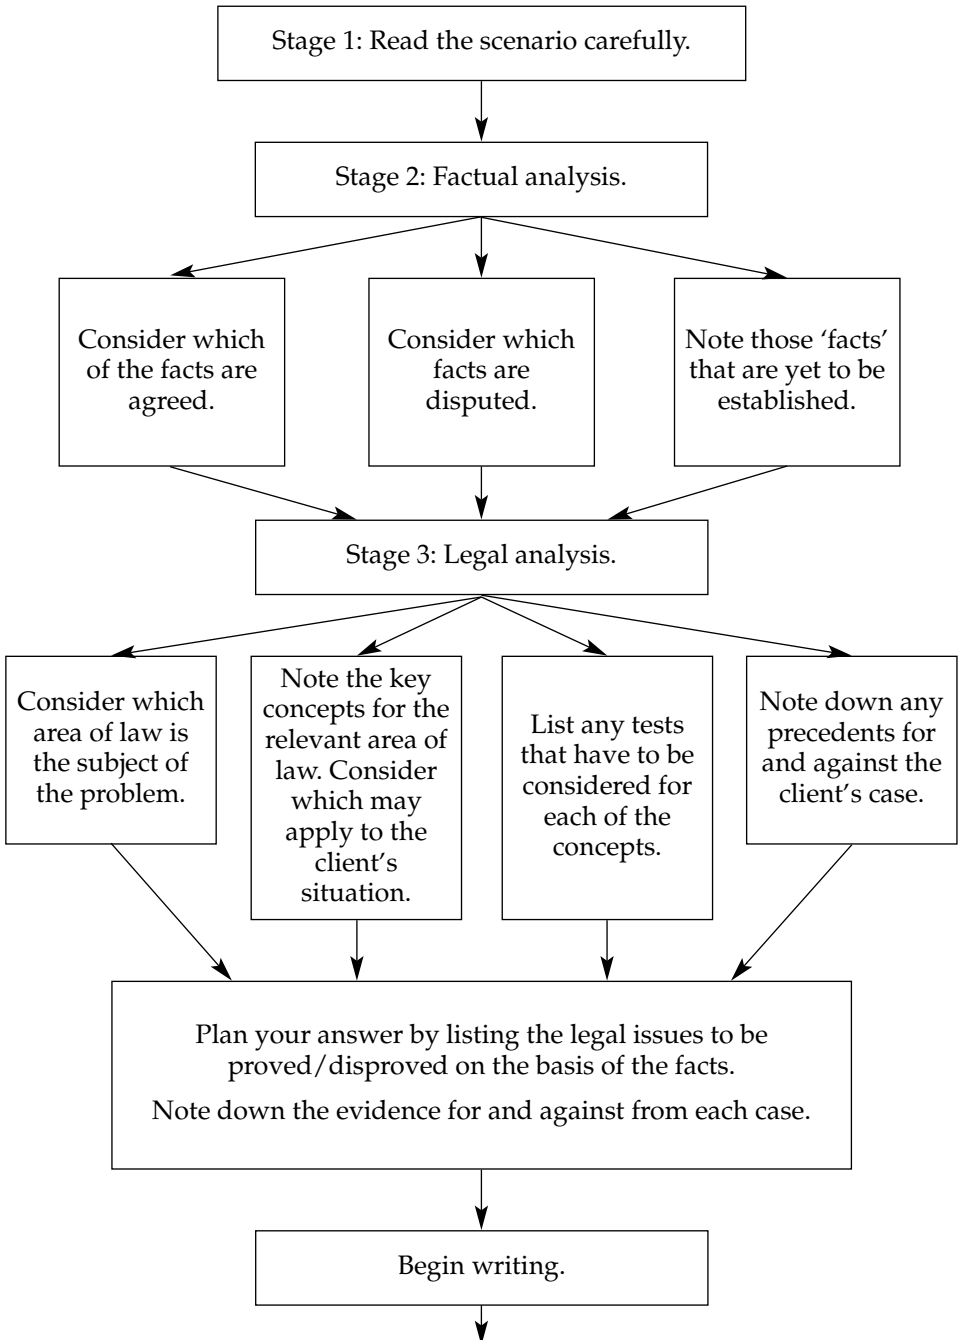 Stage 1: Read the scenario carefully.
Stage 2: Factual analysis.
Consider which
of the facts are
agreed.
Consider which
facts are
disputed.
Note those ‘facts’
that are yet to be
established.
Stage 3: Legal analysis.
Consider which
area of law is
the subject of
the problem.
Note the key
concepts for the
relevant area of
law. Consider
which may
apply to the
client’s
situation.
List any tests
that have to be
considered for
each of the
concepts.
Note down any
precedents for
and against the
client’s case.
Plan your answer by listing the legal issues to be
proved/disproved on the basis of the facts.
Note down the evidence for and against from each case.
Begin writing.